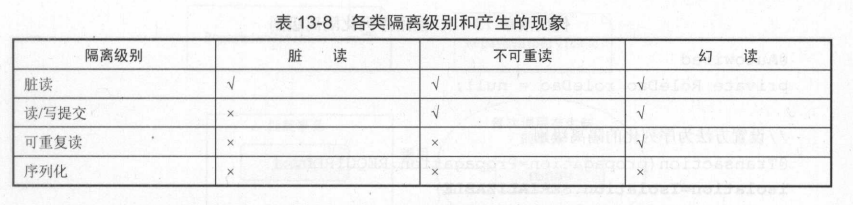 表 13-8 各类隔离级别和产生的现象
隔离级别 脏 读 不可重读 幻 读
脏读 √ √ √
读/写提交 × √ √
可重复读 × × √
序列化 × × ×